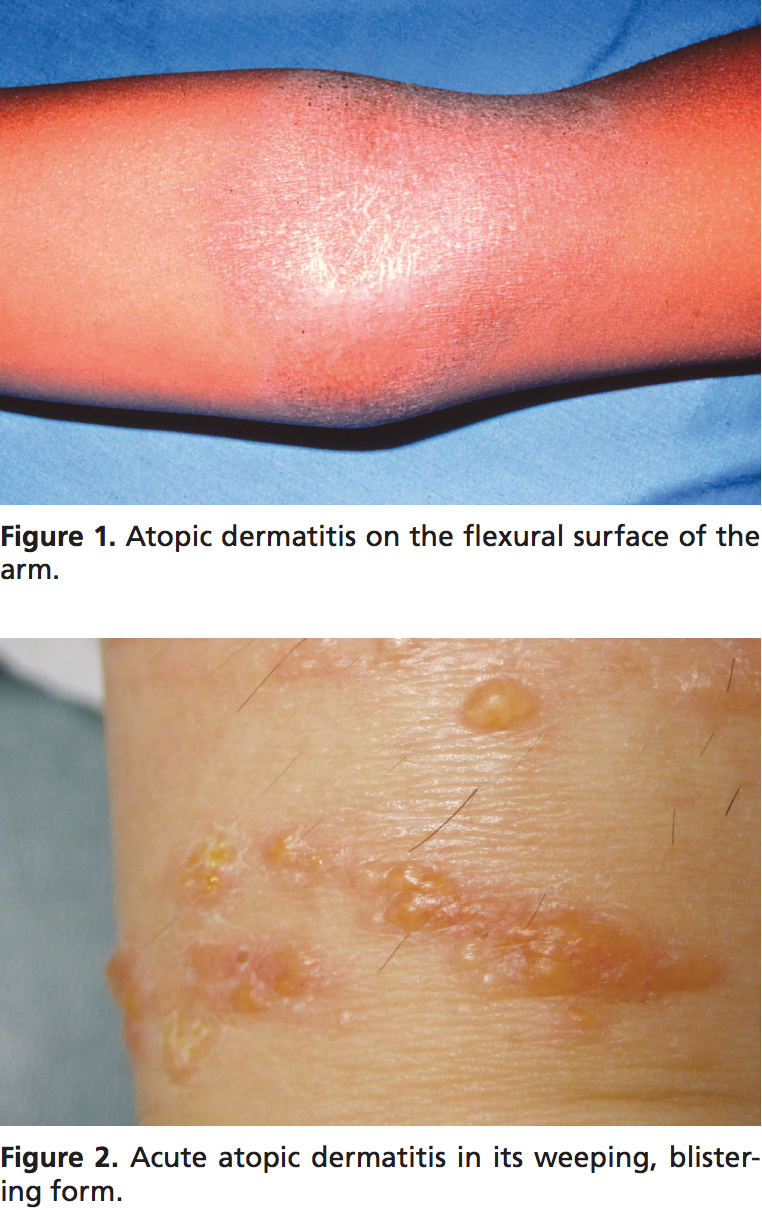 Figure 1. Atopic dermatitis on the flexural surface of the
arm.
Figure 2. Acute atopic dermatitis in its weeping, blister-
ing form.